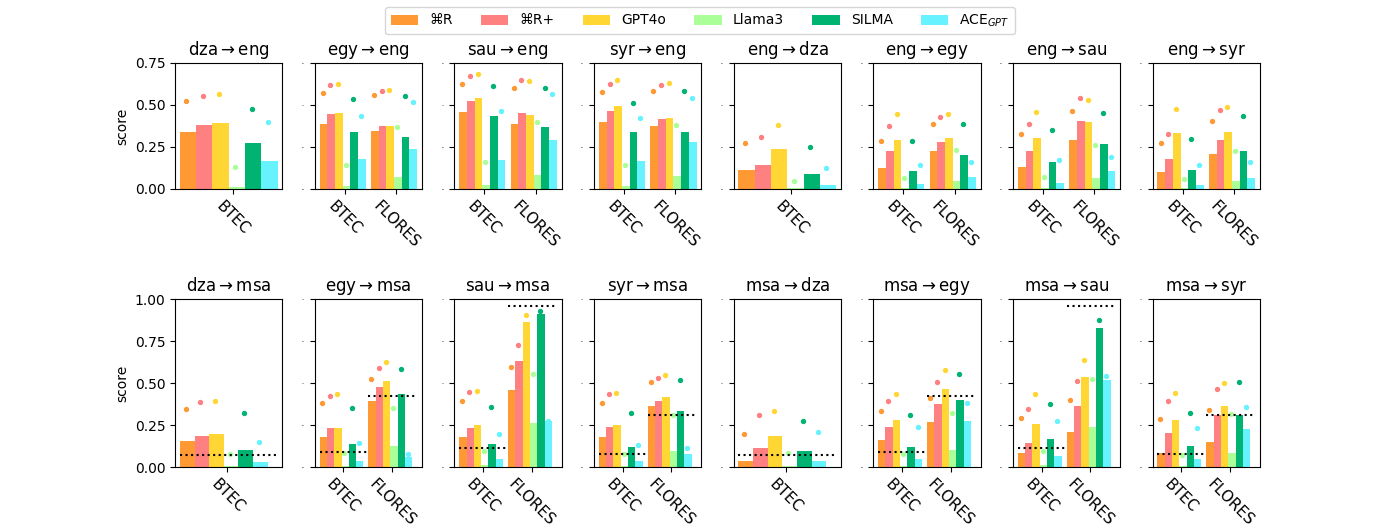 ⌘R ⌘R+ GPT4o Llama3 SILMA ACE_GPT
dza→eng egy→eng sau→eng syr→eng eng→dza eng→egy eng→sau eng→syr
0.75
0.50
0.25
0.00
score
BTEC BTEC FLORES BTEC FLORES BTEC FLORES BTEC BTEC FLORES BTEC FLORES BTEC FLORES
dza→msa egy→msa sau→msa syr→msa msa→dza msa→egy msa→sau msa→syr
1.00
0.75
0.50
0.25
0.00
score
BTEC BTEC FLORES BTEC FLORES BTEC FLORES BTEC BTEC FLORES BTEC FLORES BTEC FLORES